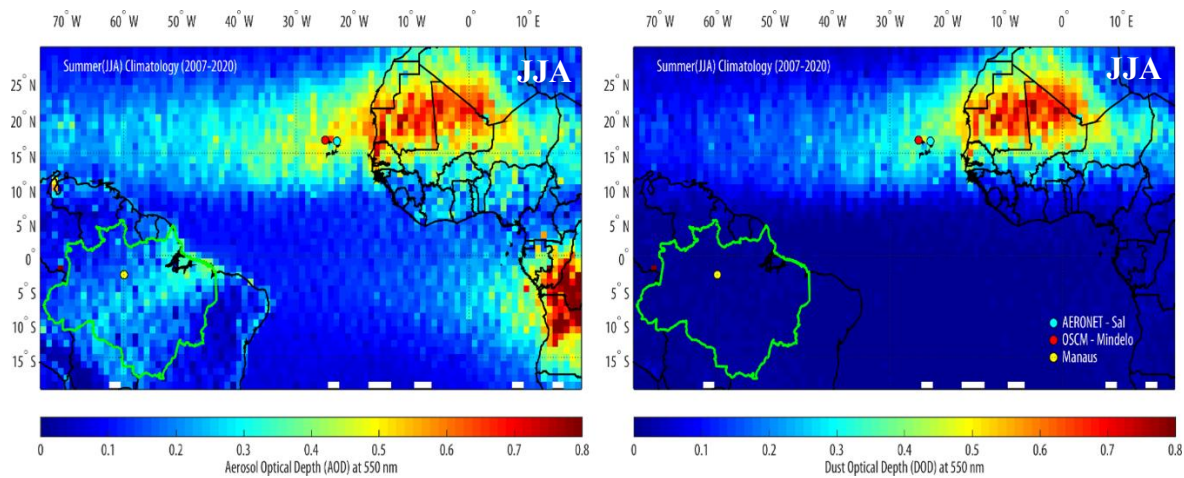 70° W 60° W 50° W 40° W 30° W 20° W 10° W 0° 10° E
70° W 60° W 50° W 40° W 30° W 20° W 10° W 0° 10° E
Summer(JJA) Climatology (2007-2020) JJA
Summer(JJA) Climatology (2007-2020) JJA
25° N
20° N
15° N
10° N
5° N
0°
5° S
10° S
15° S
25° N
20° N
15° N
10° N
5° N
0°
5° S
10° S
15° S
AERONET - Sal
OSCM - Mindelo
Manaus
0 0.1 0.2 0.3 0.4 0.5 0.6 0.7 0.8
Aerosol Optical Depth (AOD) at 550 nm
0 0.1 0.2 0.3 0.4 0.5 0.6 0.7 0.8
Dust Optical Depth (DOD) at 550 nm